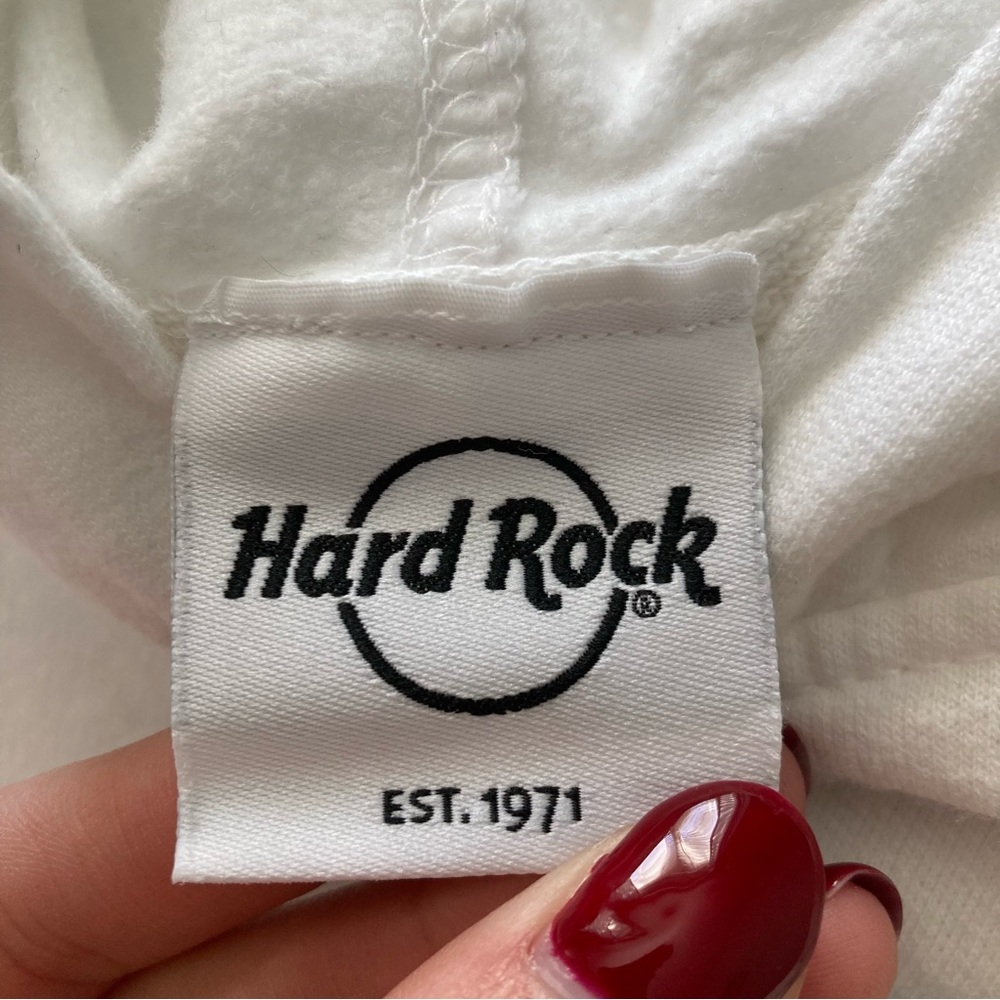 Hard Rock®
EST. 1971